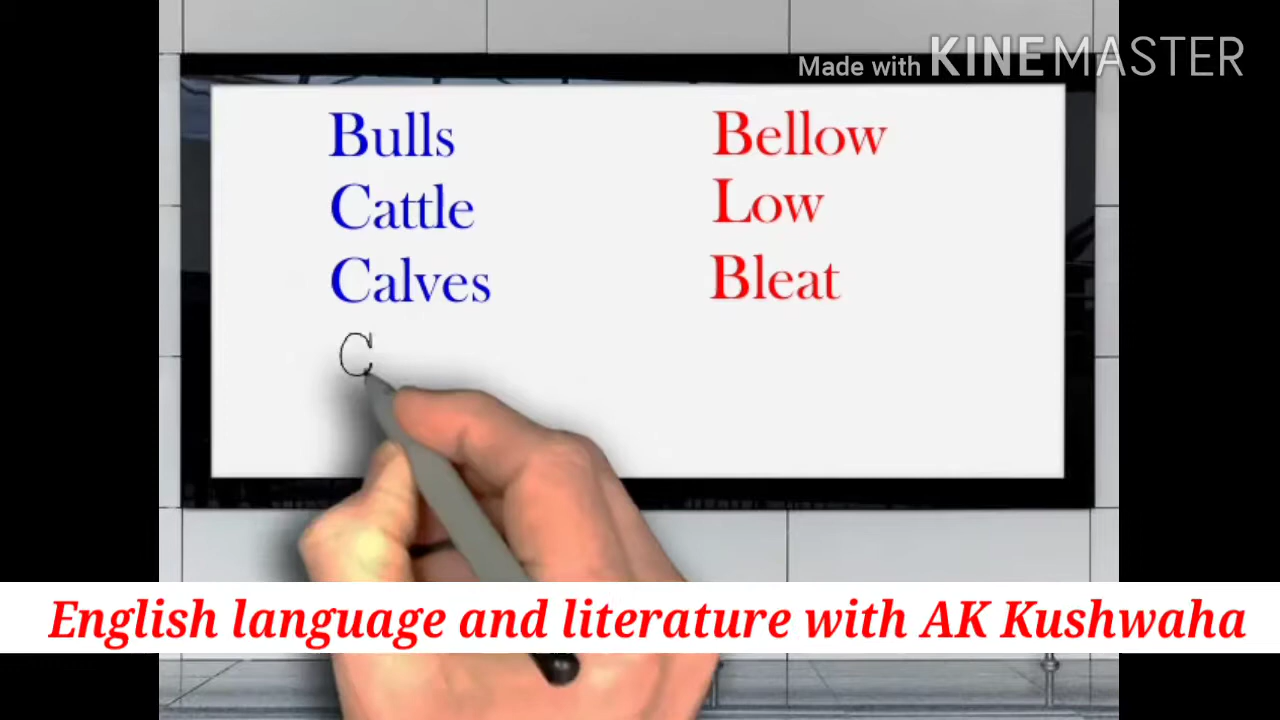 Made with KINEMASTER
Bulls Bellow
Cattle Low
Calves Bleat
C
English language and literature with AK Kushwaha